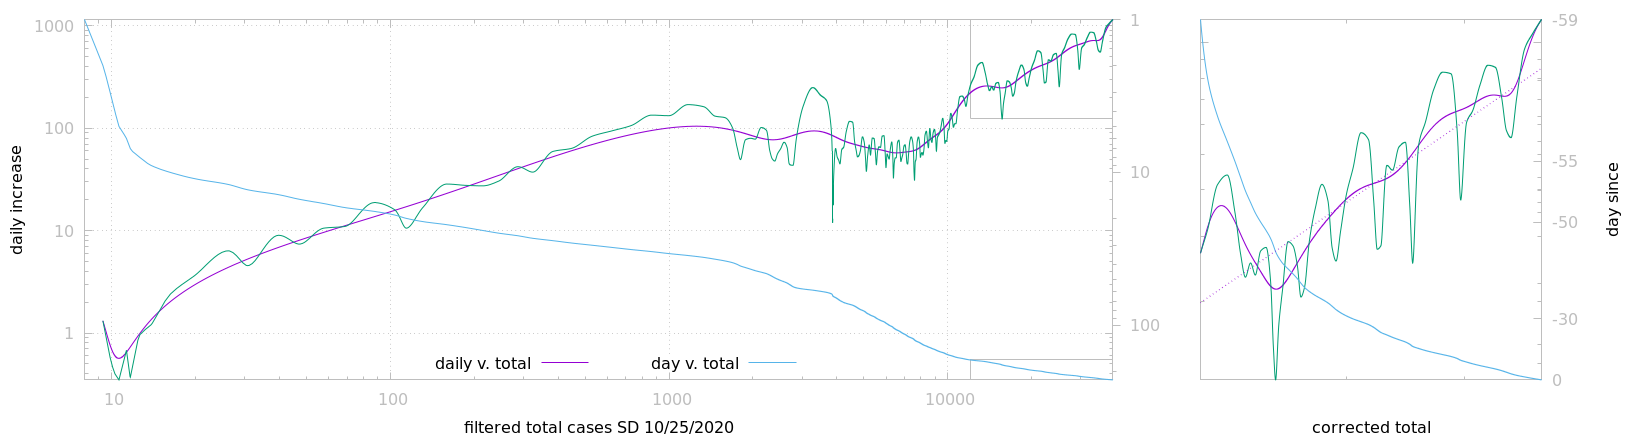 1000
100
10
1
daily increase
10
100
1000
10000
filtered total cases SD 10/25/2020
daily v. total
day v. total
1
10
100
-59
-55
-50
-30
0
day since
corrected total